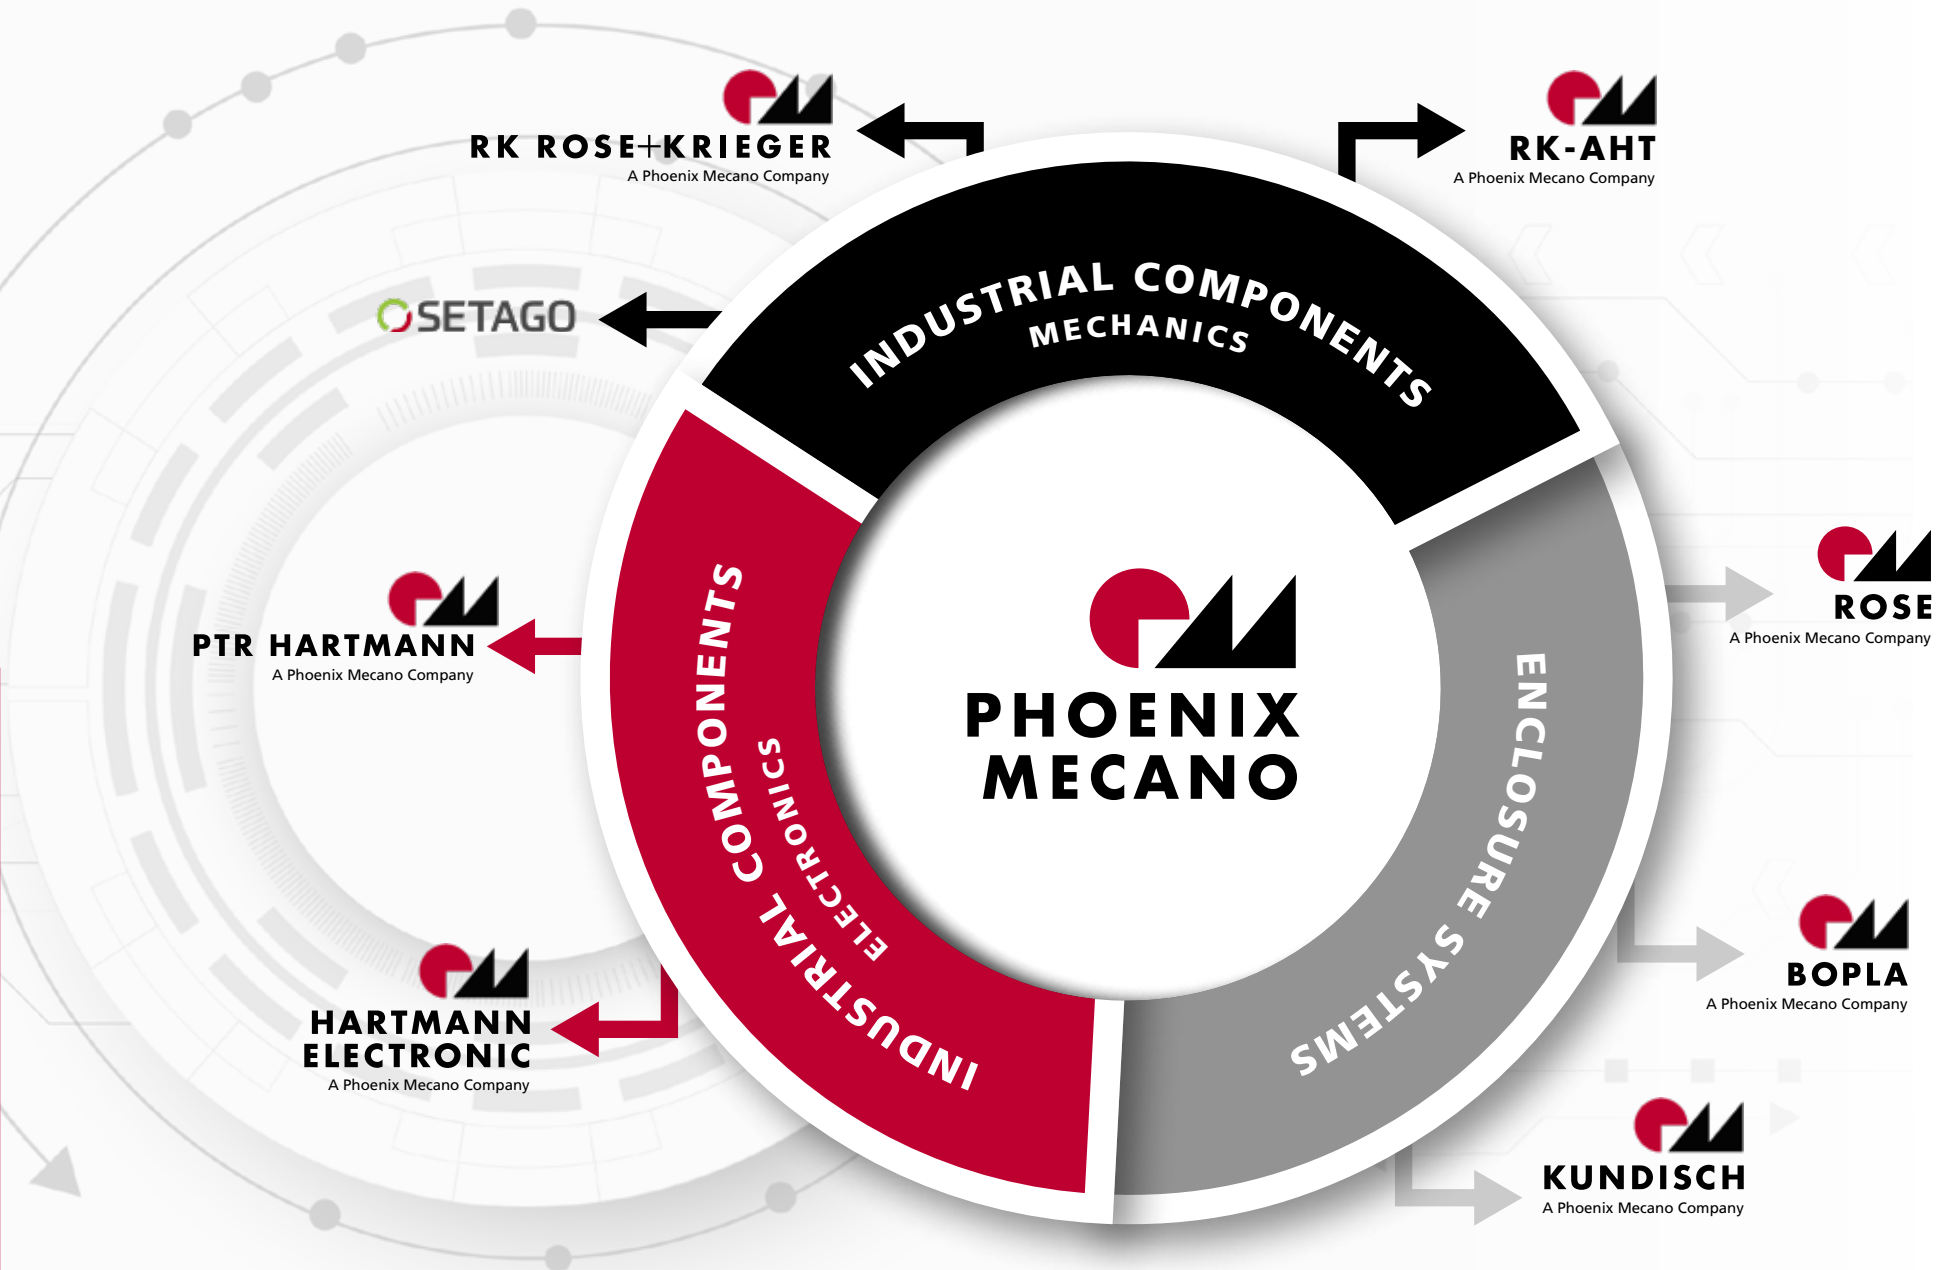 RK ROSE+KRIEGER
A Phoenix Mecano Company
RK-AHT
A Phoenix Mecano Company
SETAGO
INDUSTRIAL COMPONENTS
MECHANICS
PTR HARTMANN
A Phoenix Mecano Company
INDUSTRIAL COMPONENTS
ELECTRONICS
PHOENIX
MECANO
ENCLOSURE SYSTEMS
ROSE
A Phoenix Mecano Company
BOPLA
A Phoenix Mecano Company
HARTMANN
ELECTRONIC
A Phoenix Mecano Company
KUNDISCH
A Phoenix Mecano Company